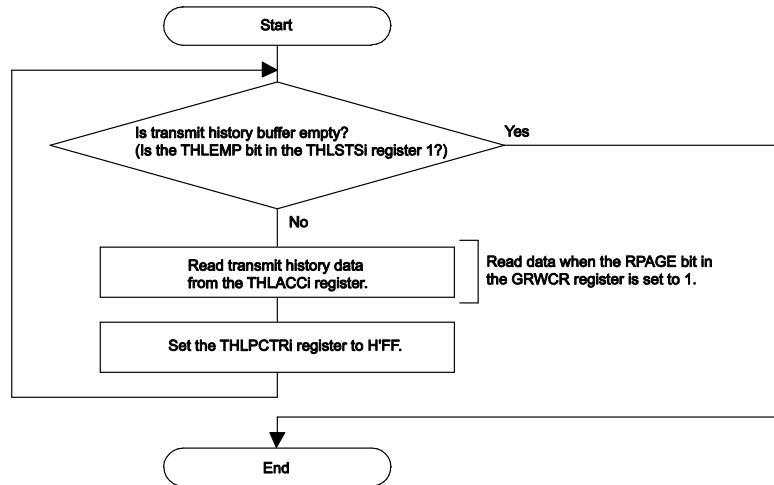 Start
Is transmit history buffer empty?
(Is the THLEMP bit in the THLSTSi register 1?)
Yes
No
Read transmit history data
from the THLACCi register.
Read data when the RPAGE bit in
the GRWCR register is set to 1.
Set the THLPCTRi register to H'FF.
End